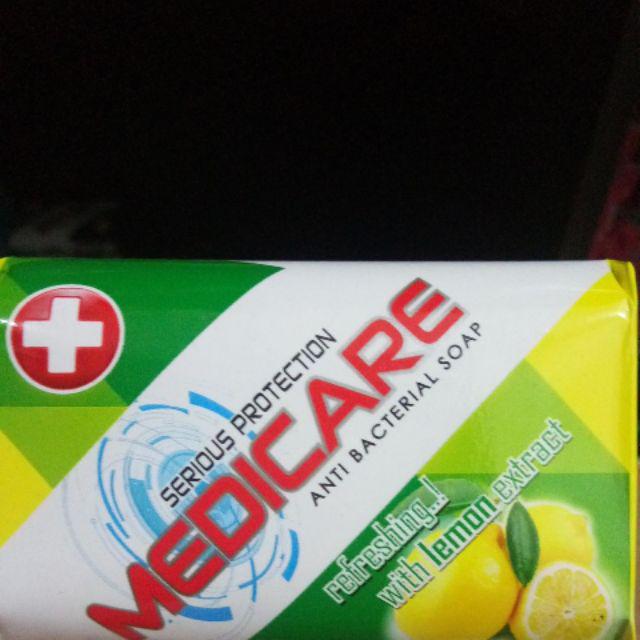 SERIOUS PROTECTION
MEDICARE
ANTI BACTERIAL SOAP
refreshing..!
with lemon extract